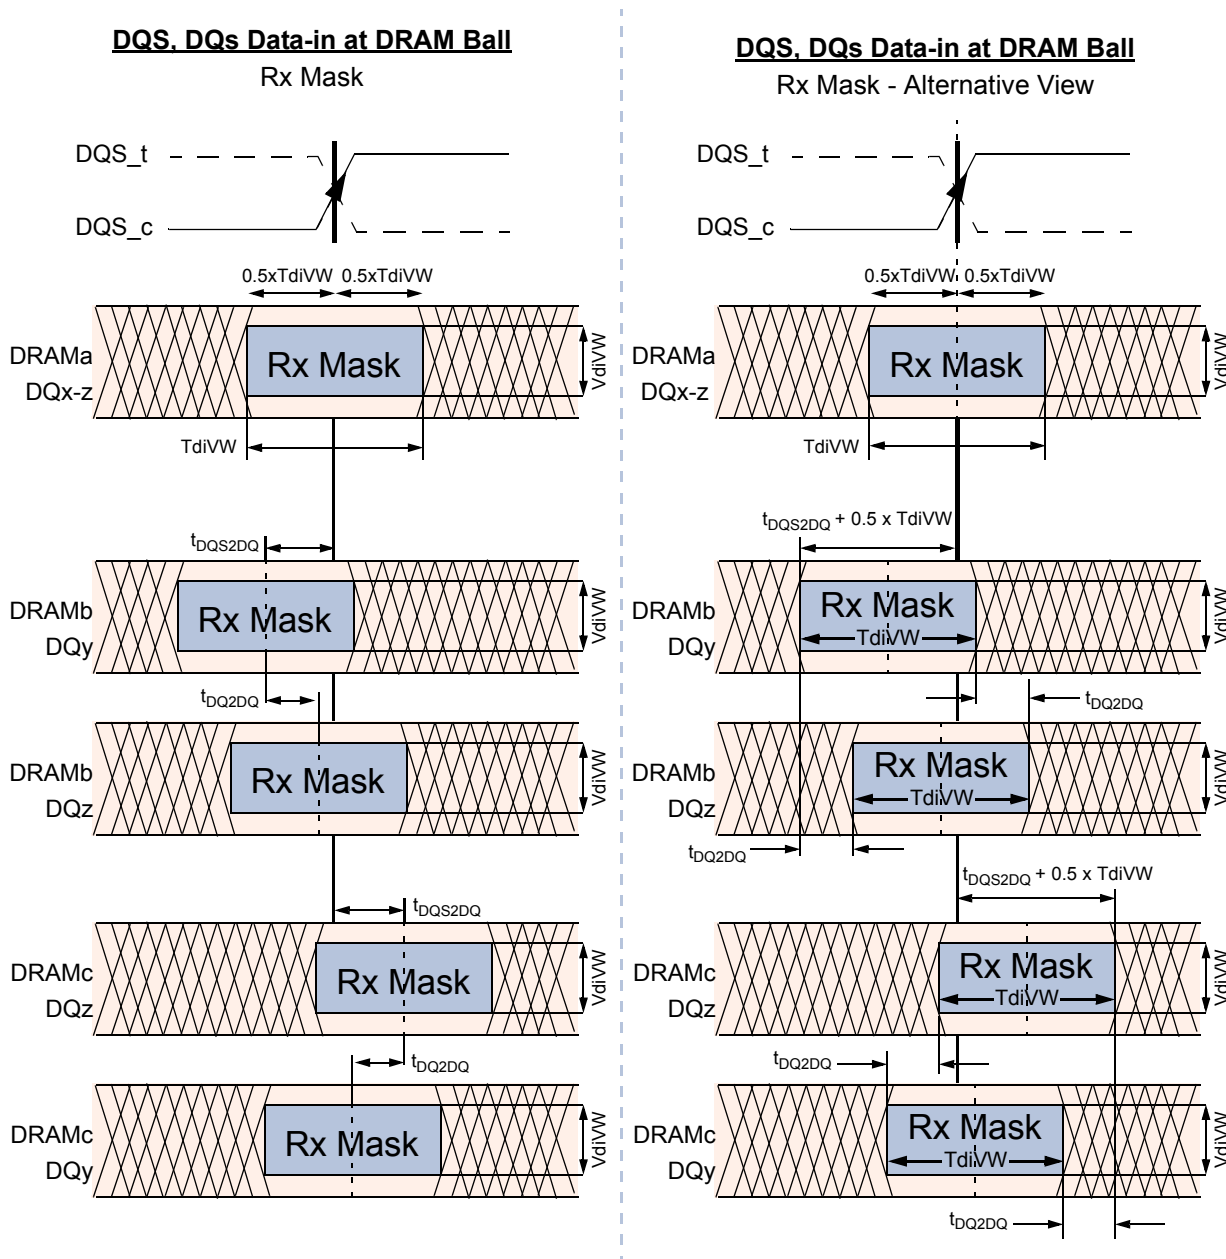 DQS, DQs Data-in at DRAM Ball
Rx Mask
DQS_t
DQS_c
0.5xTdiVW 0.5xTdiVW
DRAMa
DQx-z
Rx Mask
VdiVW
TdiVW
tDQS2DQ
DRAMb
DQy
Rx Mask
VdiVW
tDQ2DQ
DRAMb
DQz
Rx Mask
VdiVW
tDQS2DQ
DRAMc
DQz
Rx Mask
VdiVW
tDQ2DQ
DRAMc
DQy
Rx Mask
VdiVW
DQS, DQs Data-in at DRAM Ball
Rx Mask - Alternative View
DQS_t
DQS_c
0.5xTdiVW 0.5xTdiVW
DRAMa
DQx-z
Rx Mask
VdiVW
TdiVW
tDQS2DQ + 0.5 x TdiVW
DRAMb
DQy
Rx Mask
TdiVW
VdiVW
tDQ2DQ
DRAMb
DQz
Rx Mask
TdiVW
VdiVW
tDQ2DQ
tDQS2DQ + 0.5 x TdiVW
DRAMc
DQz
Rx Mask
TdiVW
VdiVW
tDQ2DQ
DRAMc
DQy
Rx Mask
TdiVW
VdiVW
tDQ2DQ